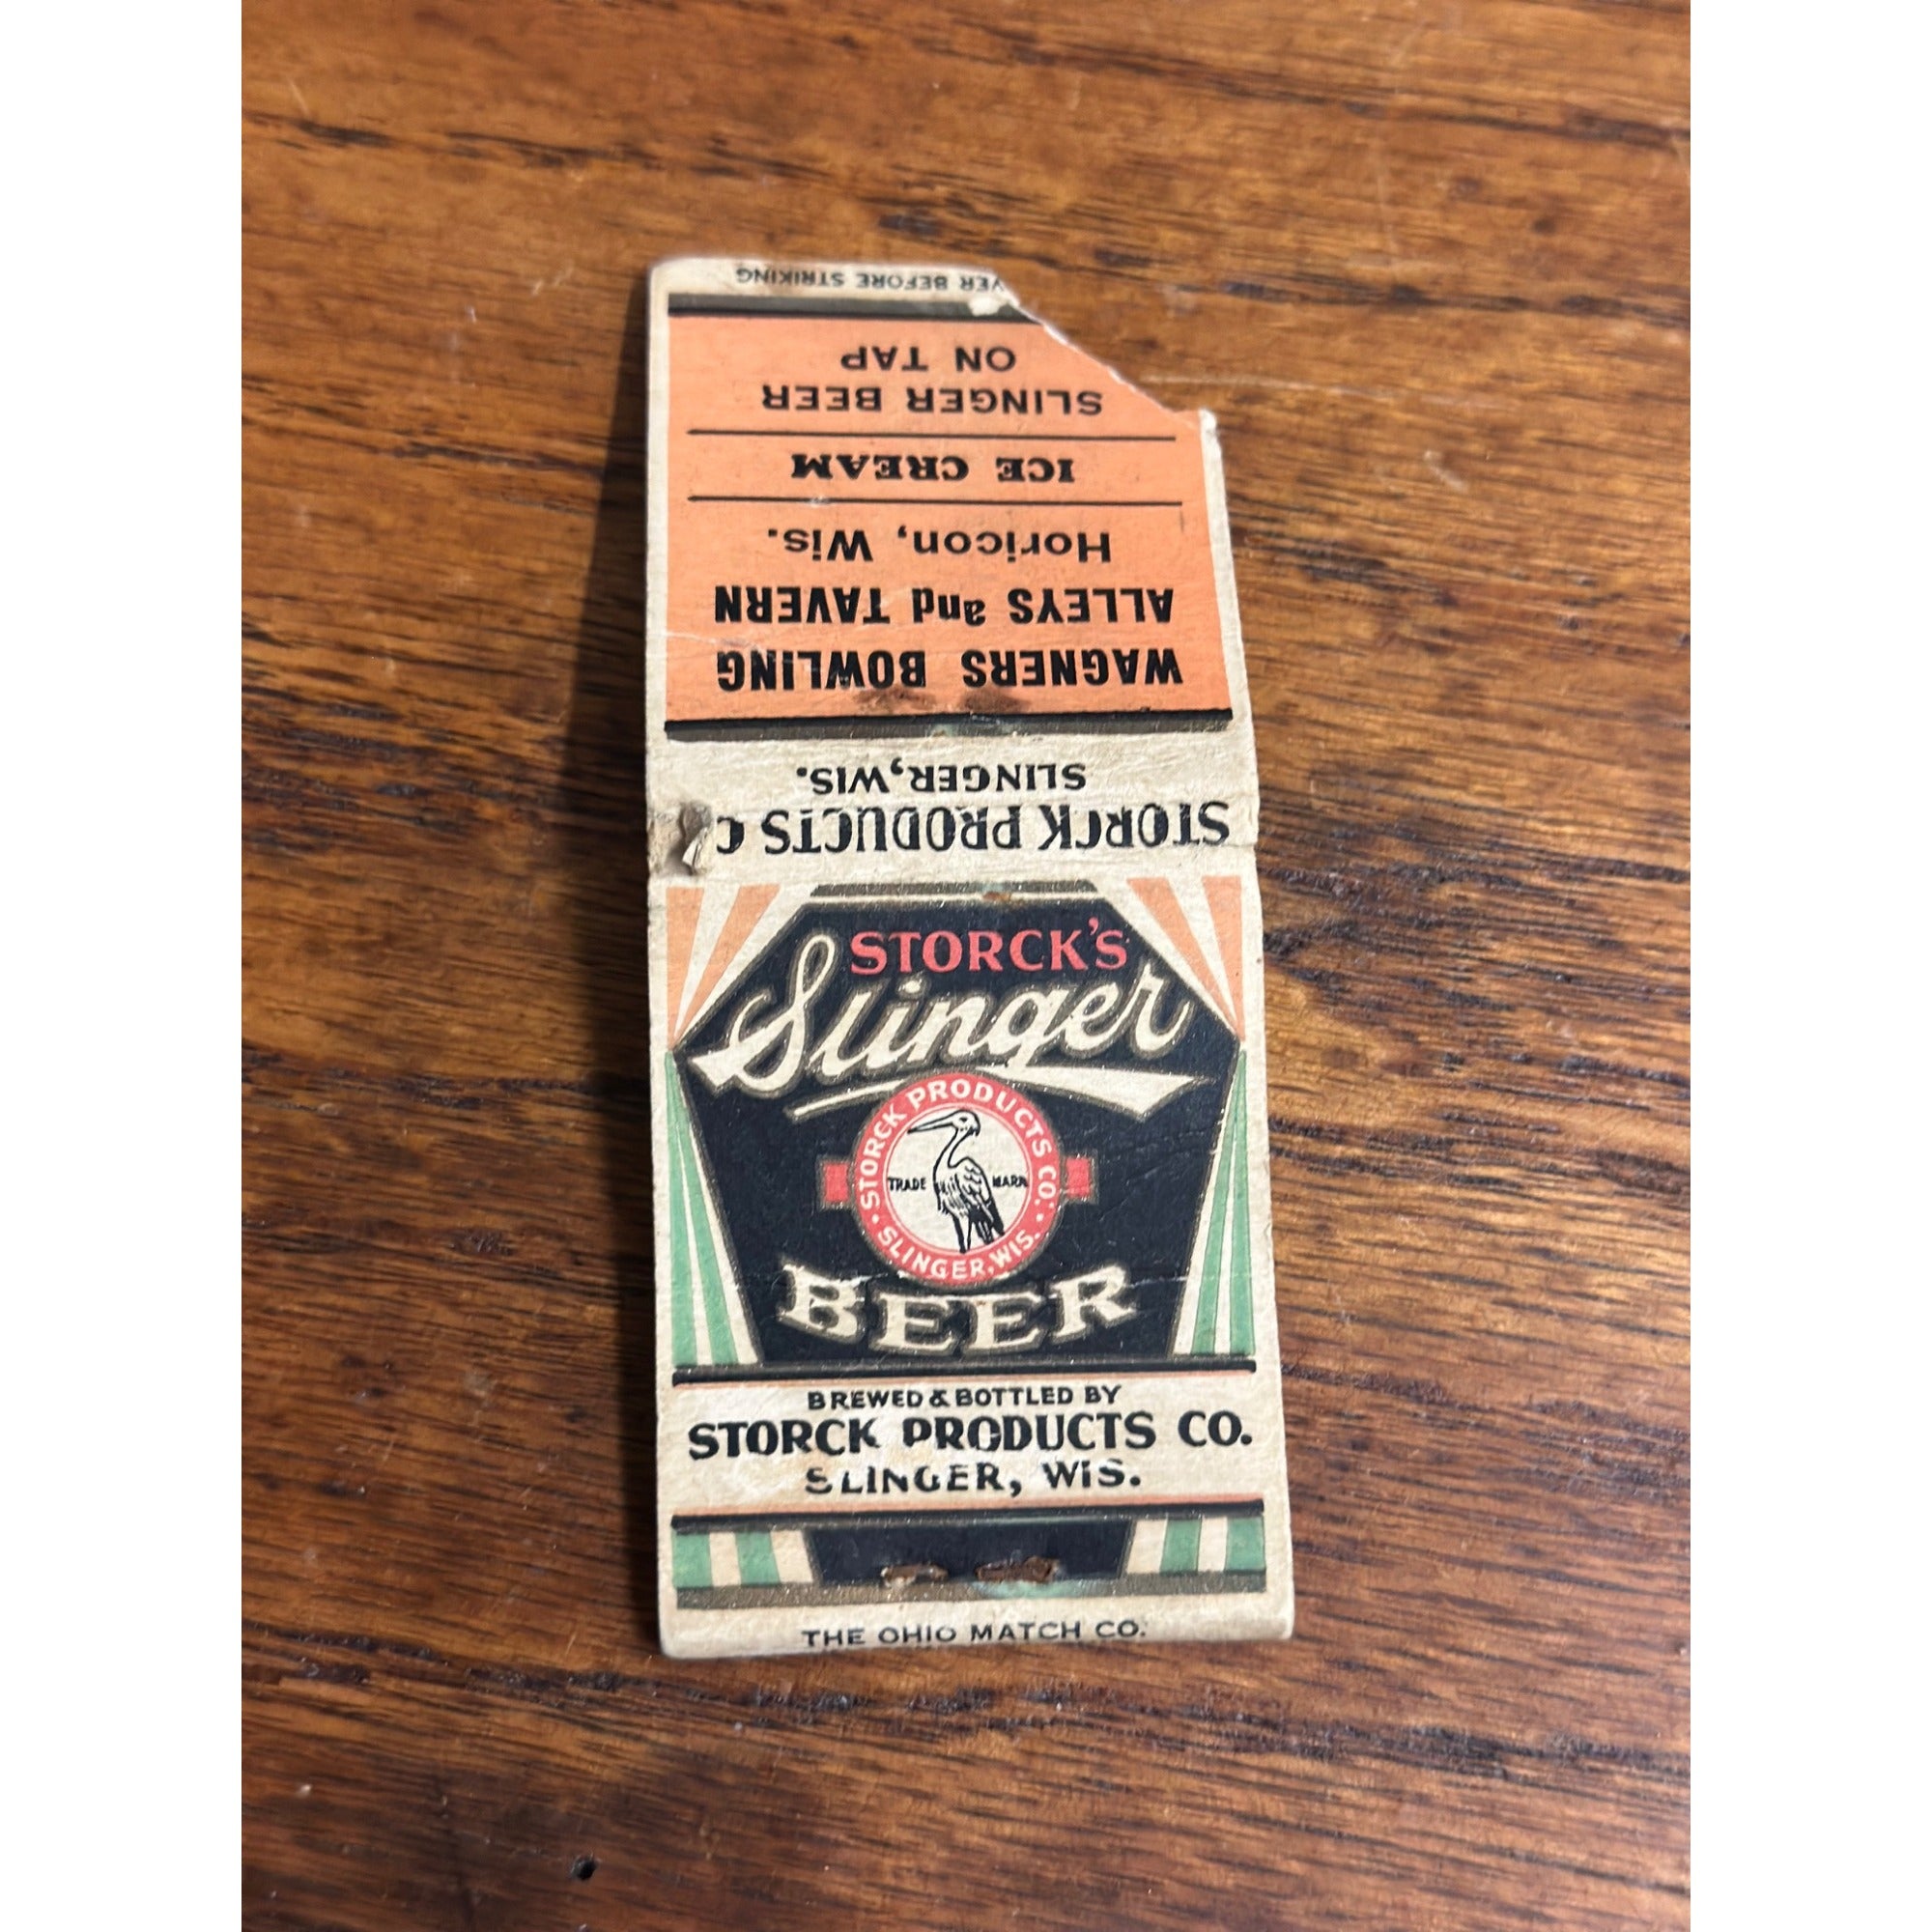 VER BEFORE STRIKING
WAGNERS BOWLING
ALLEYS and TAVERN
Horicon, Wis.
ICE CREAM
SLINGER BEER
ON TAP
STORCK PRODUCTS C
SLINGER, WIS.
STORCK'S
Slinger
STORCK PRODUCTS CO.
TRADE MARK
SLINGER, WIS.
BEER
BREWED & BOTTLED BY
STORCK PRODUCTS CO.
SLINGER, WIS.
THE OHIO MATCH CO.